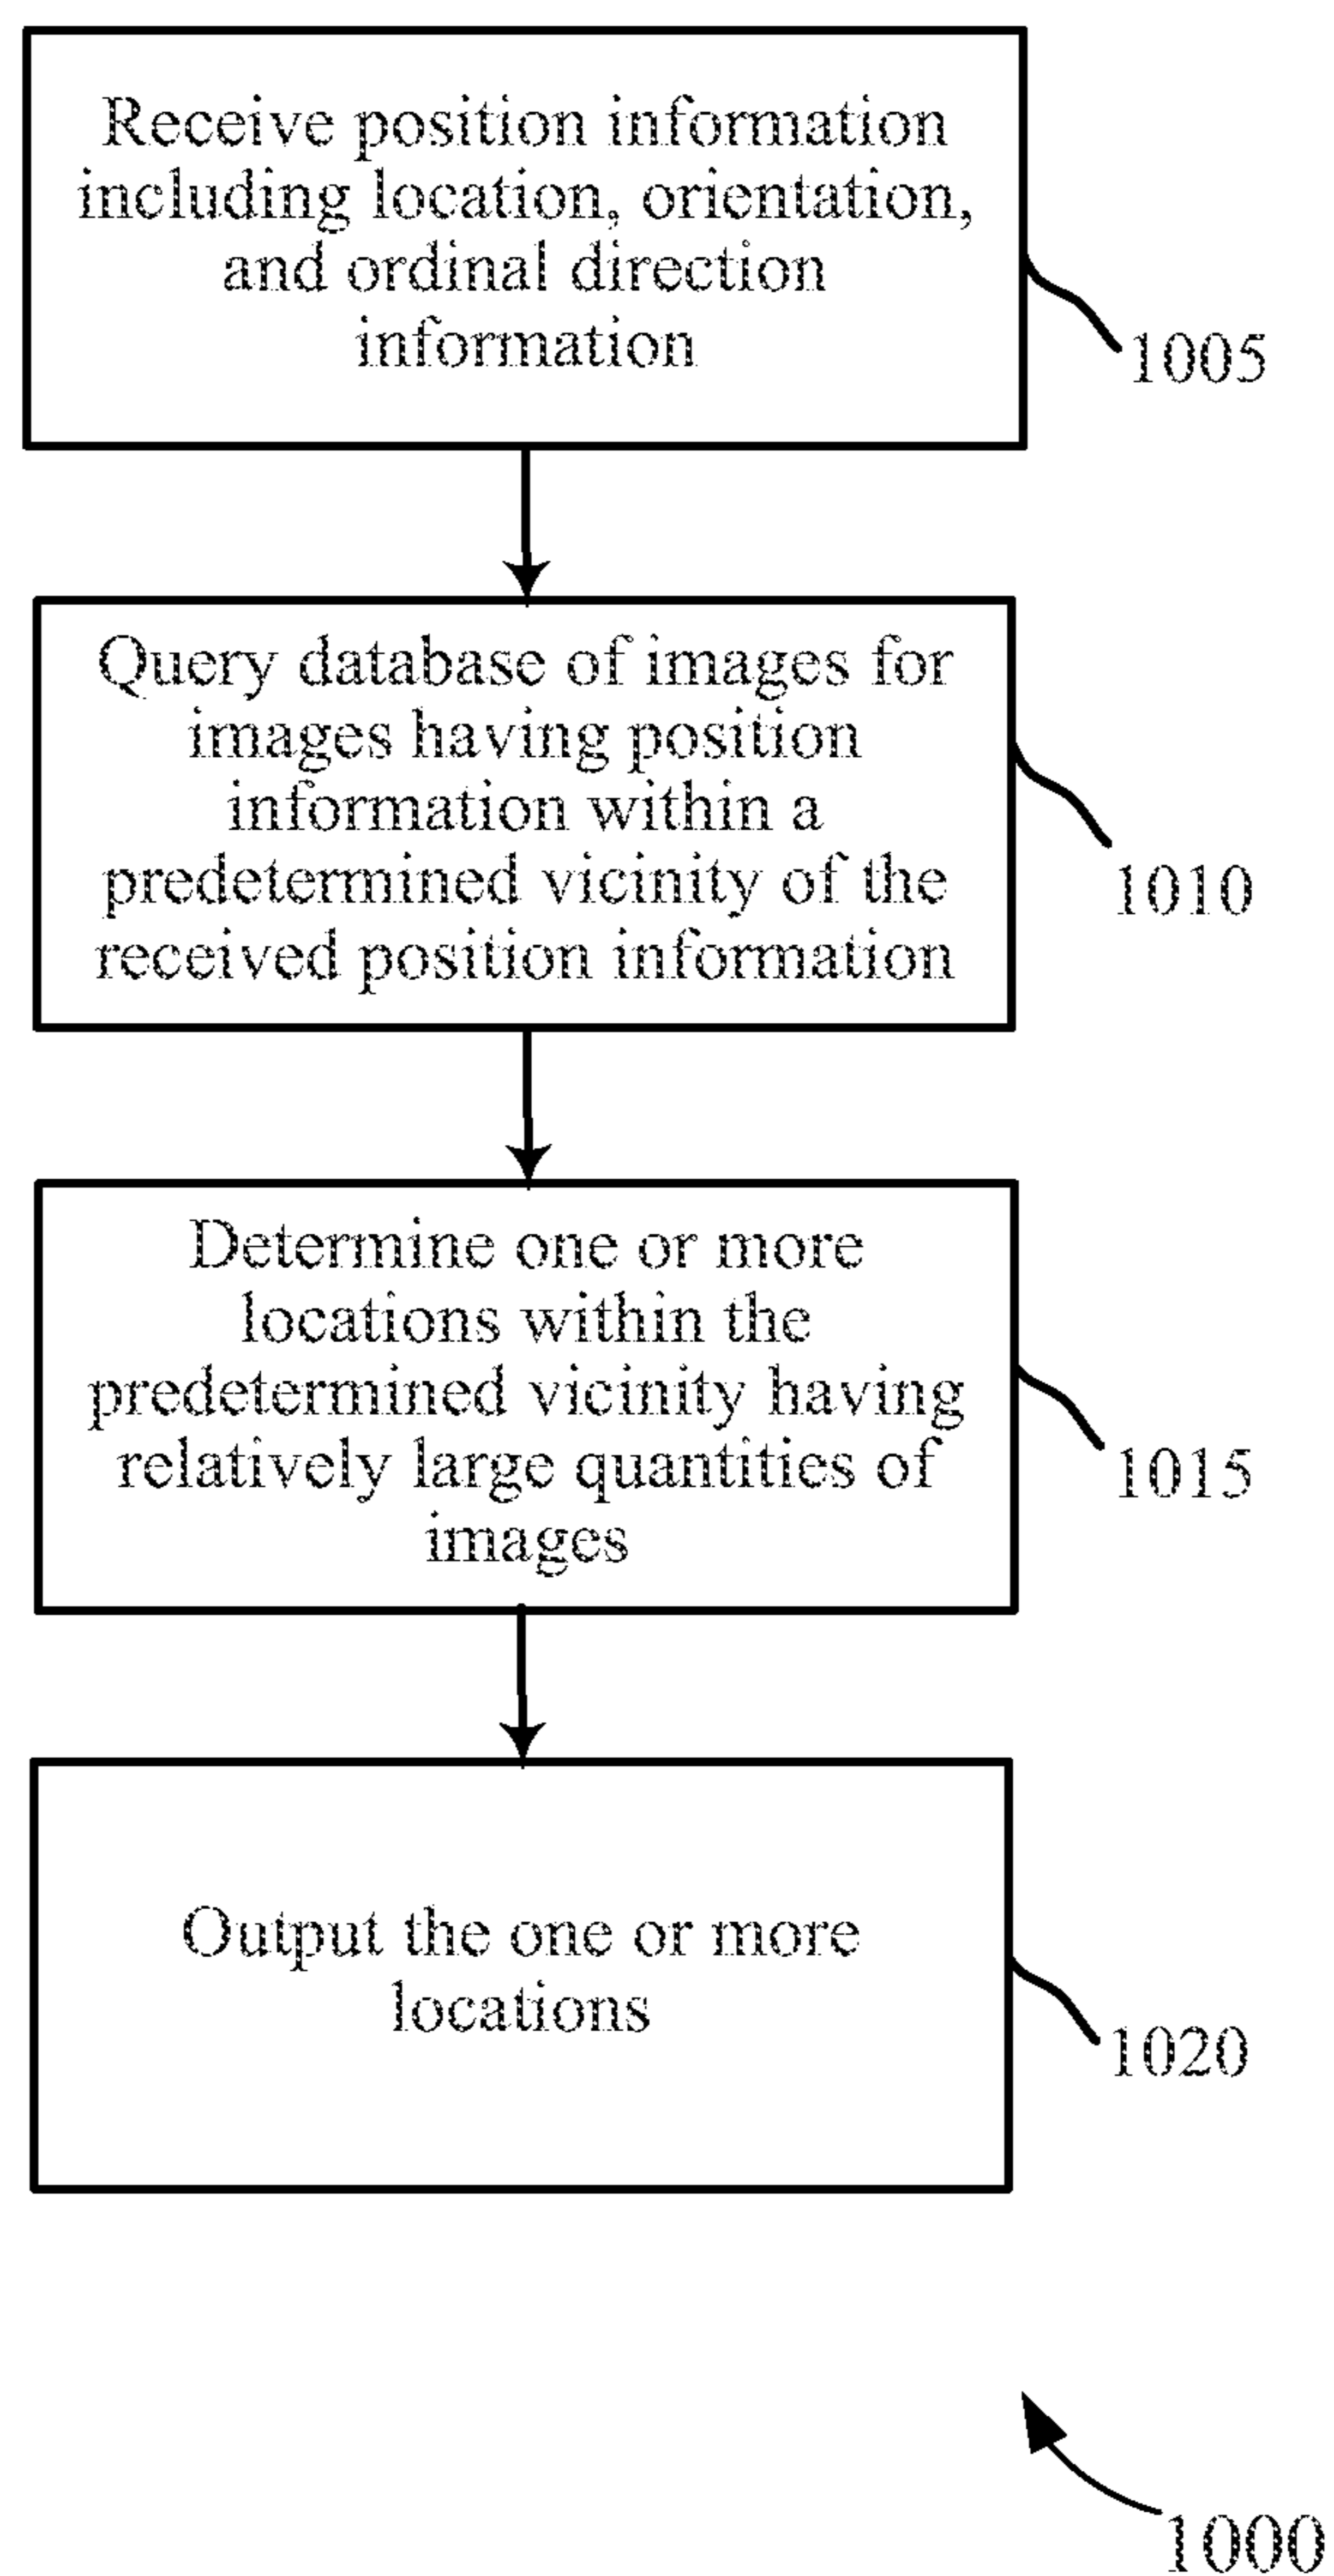 Receive position information
including location, orientation,
and ordinal direction
information
1005
Query database of images for
images having position
information within a
predetermined vicinity of the
received position information
1010
Determine one or more
locations within the
predetermined vicinity having
relatively large quantities of
images
1015
Output the one or more
locations
1020
1000